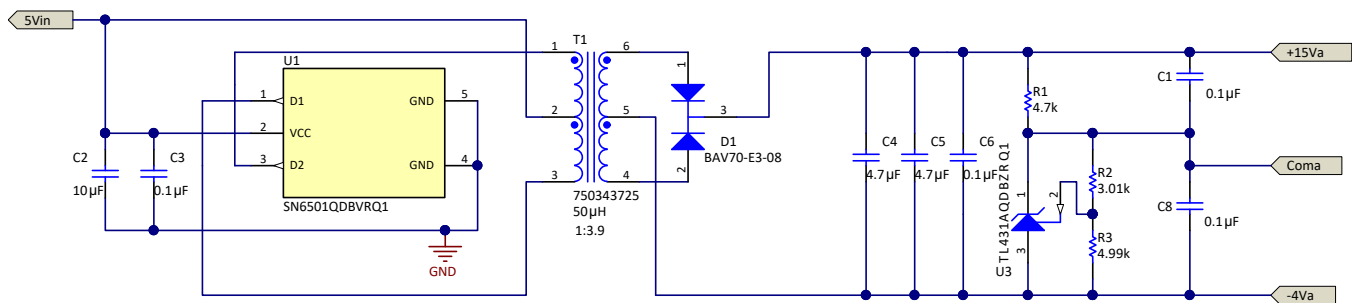 5Vin
U1
1
D1
GND
5
2
VCC
3
D2
GND
4
SN6501QDBVRQ1
C2
10µF
C3
0.1µF
GND
T1
1
6
2
5
3
4
750343725
50µH
1:3.9
1
3
D1
BAV70-E3-08
2
C4
4.7µF
C5
4.7µF
C6
0.1µF
R1
4.7k
1
2
3
U3
TL431AQDBZRQ1
R2
3.01k
R3
4.99k
C1
0.1µF
C8
0.1µF
+15Va
Coma
-4Va